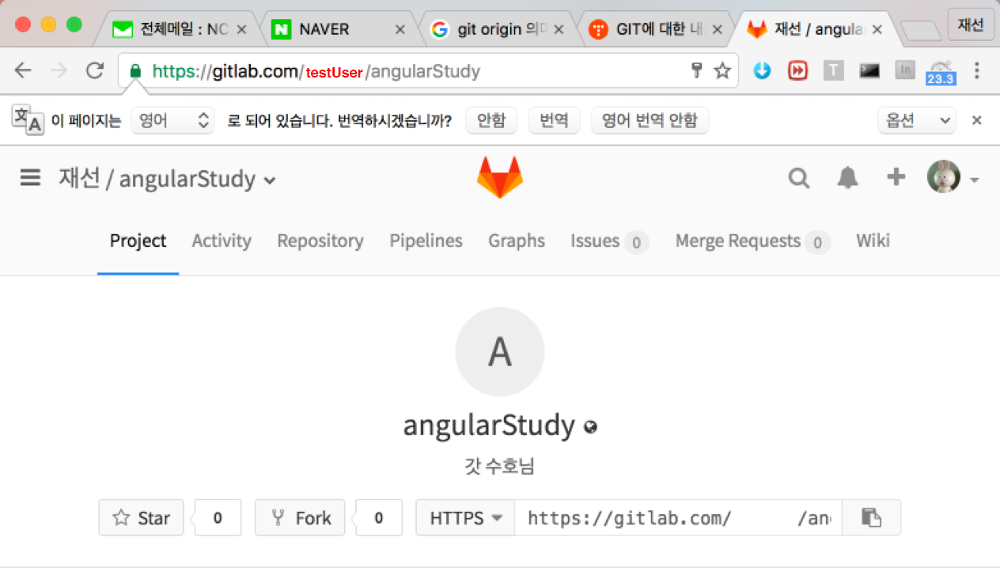 전체메일 : NC NAVER git origin 의미 GIT에 대한 내 재선 / angular 재선
https://gitlab.com/testUser/angularStudy T In 23.3
文A 이 페이지는 영어 로 되어 있습니다. 번역하시겠습니까? 안함 번역 영어 번역 안함 옵션
재선 / angularStudy
Project Activity Repository Pipelines Graphs Issues 0 Merge Requests 0 Wiki
A
angularStudy
갓 수호님
Star 0 Fork 0 HTTPS https://gitlab.com/ /an